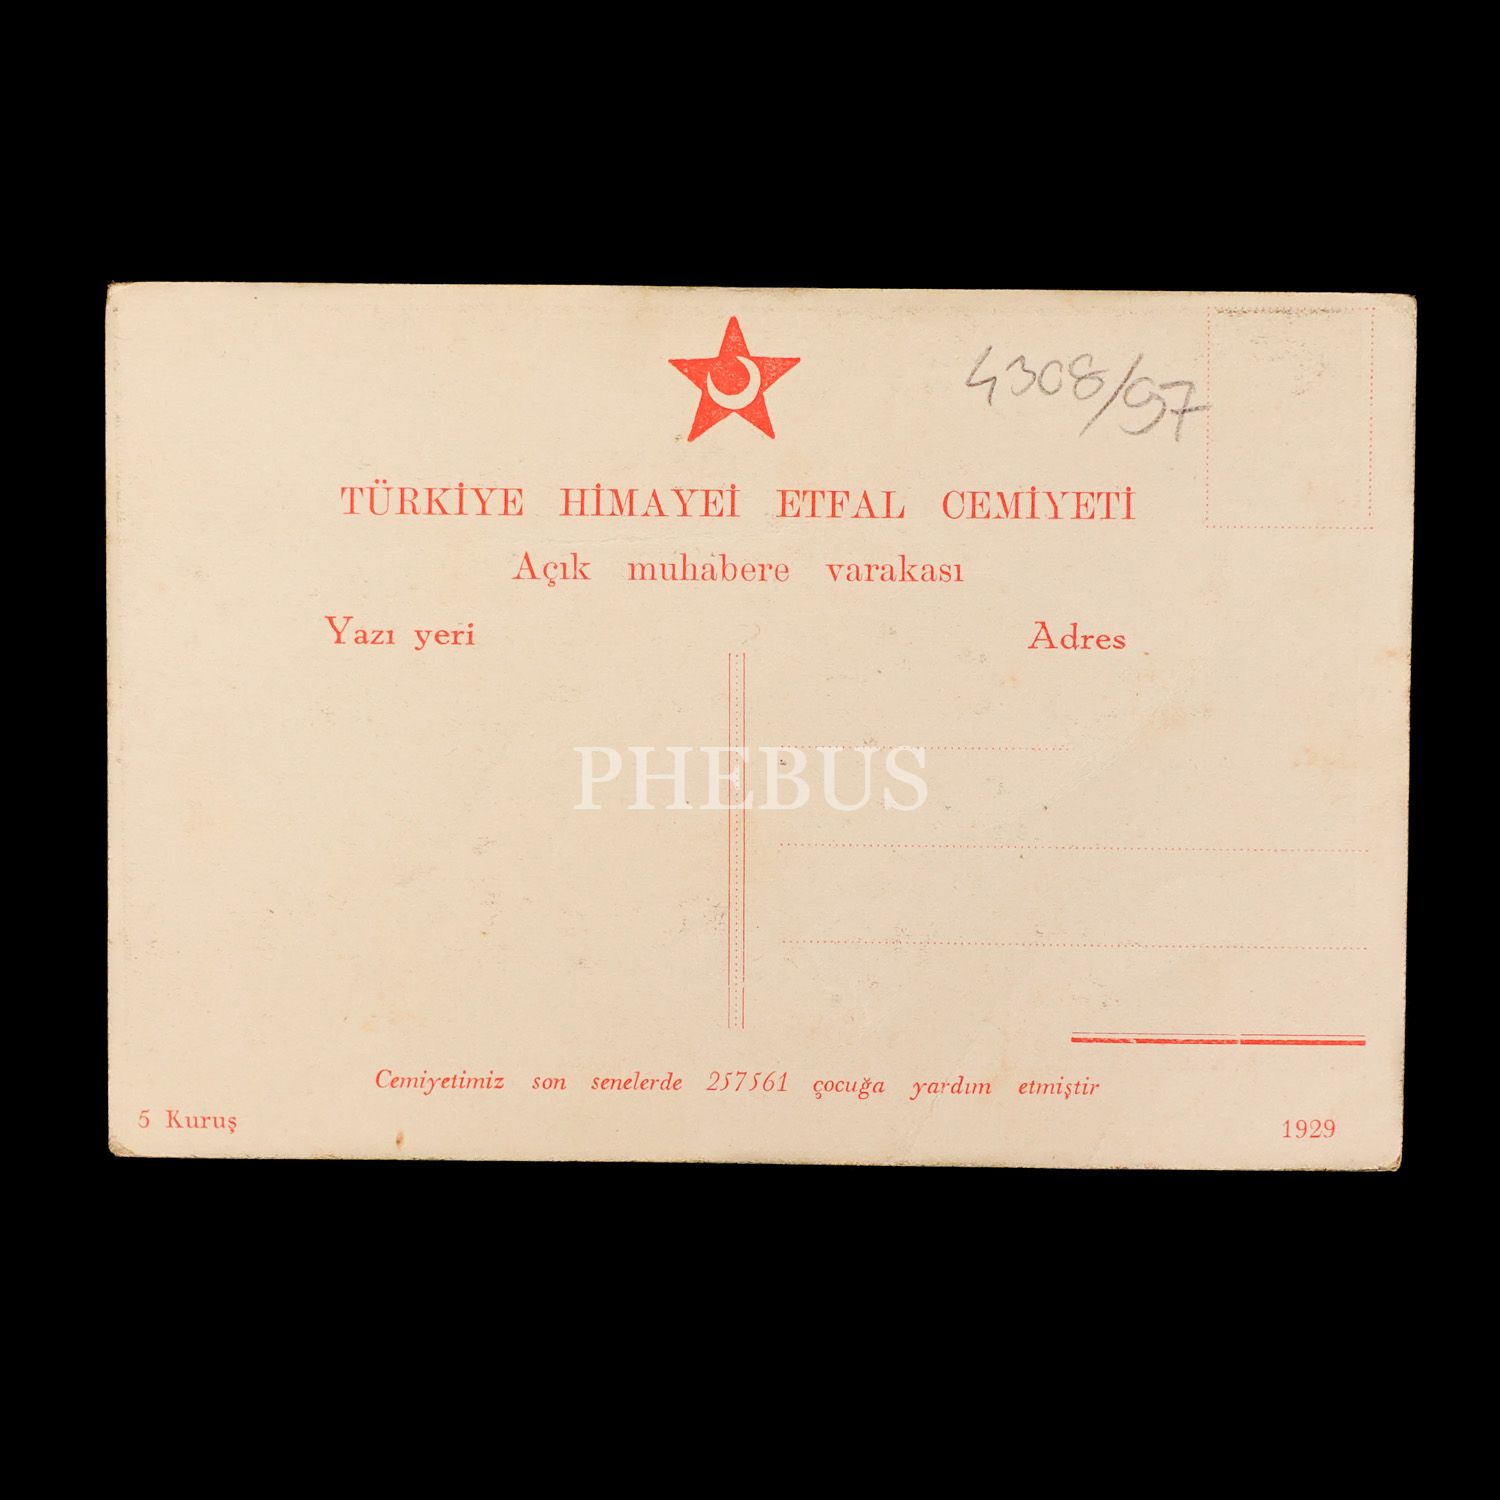 4308/97
TÜRKİYE HİMAYEİ ETFAL CEMİYETİ
Açık muhabere varakası
Yazı yeri
Adres
PHEBUS
Cemiyetimiz son senelerde 257561 çocuğa yardım etmiştir
5 Kuruş
1929